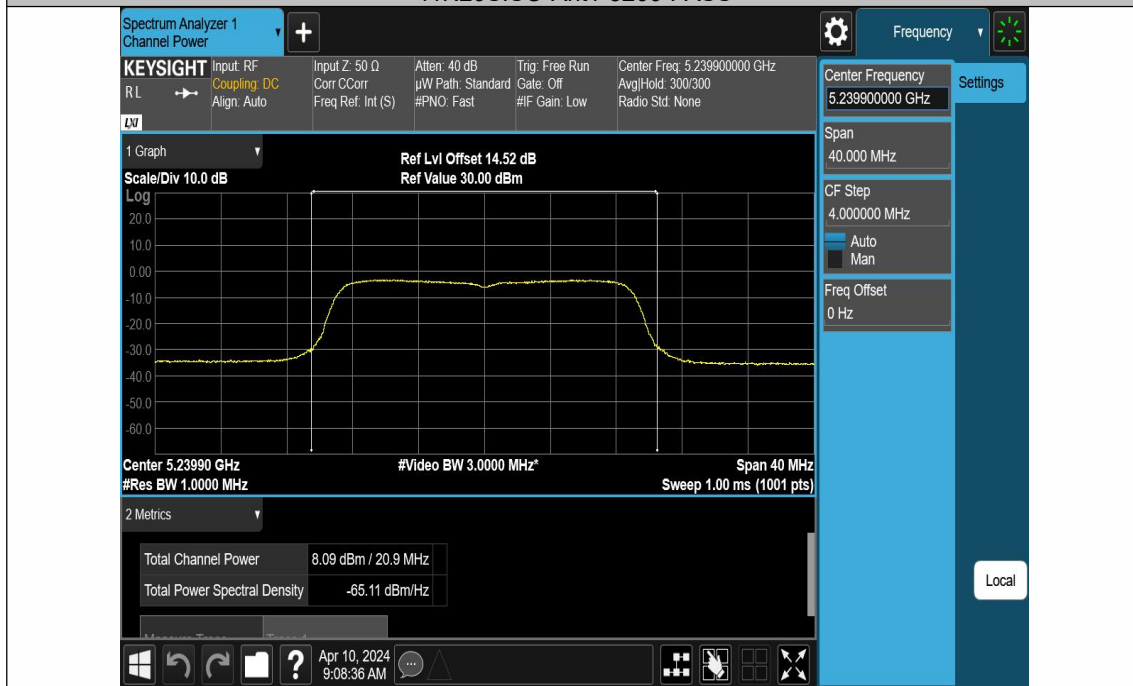 Spectrum Analyzer 1
Channel Power
Frequency
KEYSIGHT
RL
LXI
Input: RF
Coupling: DC
Align: Auto
Input Z: 50 Ω
Corr CCorr
Freq Ref: Int (S)
Atten: 40 dB
µW Path: Standard
#PNO: Fast
Trig: Free Run
Gate: Off
#IF Gain: Low
Center Freq: 5.239900000 GHz
Avg|Hold: 300/300
Radio Std: None
Center Frequency
5.239900000 GHz
Settings
Span
40.000 MHz
CF Step
4.000000 MHz
Auto
Man
Freq Offset
0 Hz
Local
1 Graph
Scale/Div 10.0 dB
Ref Lvl Offset 14.52 dB
Ref Value 30.00 dBm
Log
20.0
10.0
0.00
-10.0
-20.0
-30.0
-40.0
-50.0
-60.0
Center 5.23990 GHz
#Video BW 3.0000 MHz*
Span 40 MHz
#Res BW 1.0000 MHz
Sweep 1.00 ms (1001 pts)
2 Metrics
Total Channel Power 8.09 dBm / 20.9 MHz
Total Power Spectral Density -65.11 dBm/Hz
?
Apr 10, 2024
9:08:36 AM